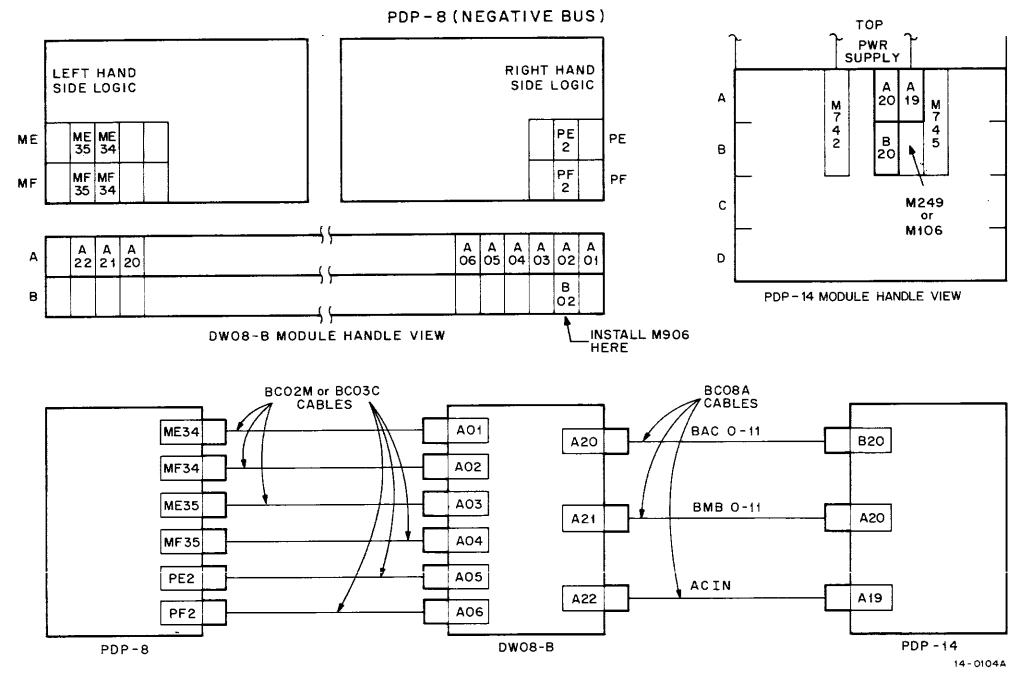 PDP-8 (NEGATIVE BUS)
LEFT HAND
SIDE LOGIC
ME
ME
35
ME
34
MF
MF
35
MF
34
RIGHT HAND
SIDE LOGIC
PE
2
PE
PF
2
PF
TOP
PWR
SUPPLY
A
B
C
D
M742
A
20
A
19
B
20
M745
M249
or
M106
PDP-14 MODULE HANDLE VIEW
A
A
22
A
21
A
20
A
06
A
05
A
04
A
03
A
02
A
01
B
B
02
DW08-B MODULE HANDLE VIEW
INSTALL M906
HERE
BC02M or BC03C
CABLES
ME34
MF34
ME35
MF35
PE2
PF2
PDP-8
A01
A02
A03
A04
A05
A06
A20
A21
A22
DW08-B
BC08A
CABLES
BAC 0-11
BMB 0-11
ACIN
B20
A20
A19
PDP-14
14-0104A